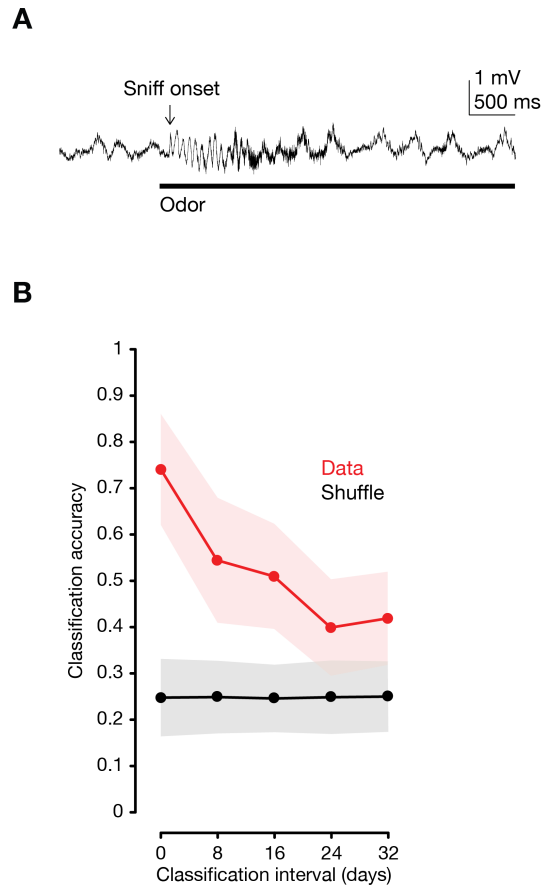 A
Sniff onset
1 mV
500 ms
Odor
B
1
0.9
0.8
0.7
0.6
0.5
0.4
0.3
0.2
0.1
0
Classification accuracy
Data
Shuffle
0 8 16 24 32
Classification interval (days)